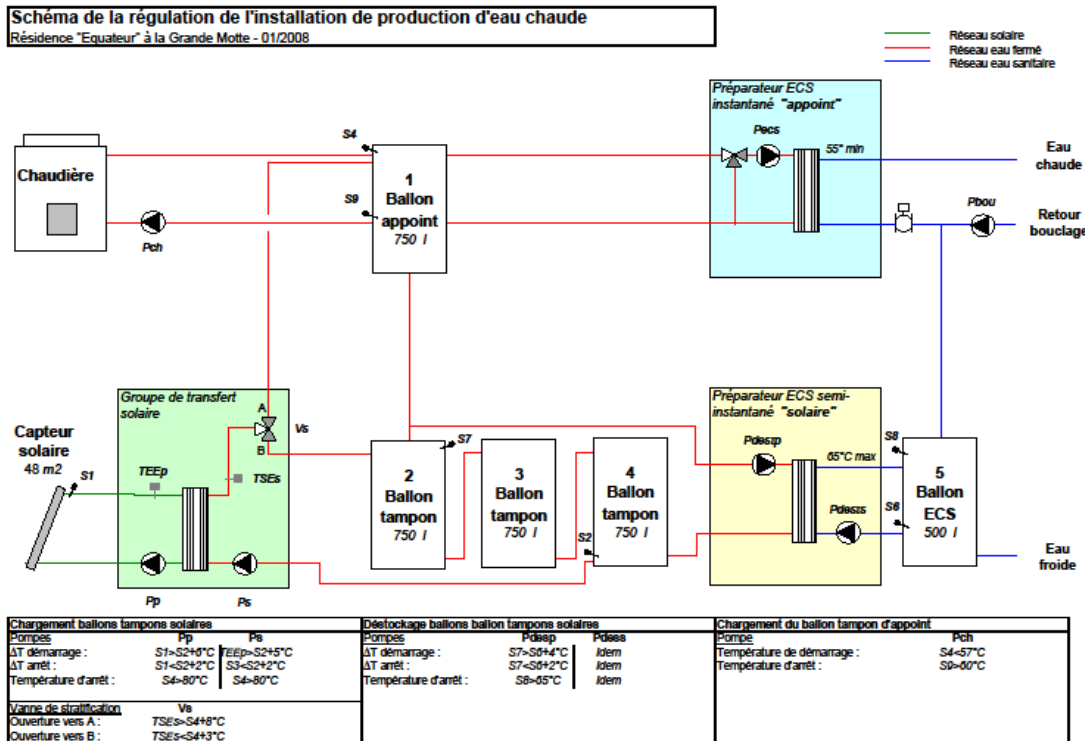 Schéma de la régulation de l'installation de production d'eau chaude
Résidence "Equateur" à la Grande Motte - 01/2008
Réseau solaire
Réseau eau fermé
Réseau eau sanitaire
Préparateur ECS
instantané "appoint"
S4
Pecs
55° min
Eau
chaude
Chaudière
1
Ballon
appoint
750 l
S9
Pch
Pbou
Retour
bouclage
Groupe de transfert
solaire
A
Vs
B
Préparateur ECS semi-
instantané "solaire"
Capteur
solaire
48 m2
S1
TEEp
TSEs
S7
2
Ballon
tampon
750 l
3
Ballon
tampon
750 l
4
Ballon
tampon
750 l
S2
Pdestp
65°C max
Pdests
S8
S6
5
Ballon
ECS
500 l
Eau
froide
Pp
Ps
Chargement ballons tampons solaires
Pompes Pp Ps
ΔT démarrage : S1>S2+6°C TEEp>S2+5°C
ΔT arrêt : S1<S2+2°C S3<S2+2°C
Température d'arrêt : S4>80°C S4>80°C
Vanne de stratification Vs
Ouverture vers A : TSEs>S4+8°C
Ouverture vers B : TSEs<S4+3°C
Déstockage ballons ballon tampons solaires
Pompes Pdesp Pdess
ΔT démarrage : S7>S6+4°C Idem
ΔT arrêt : S7<S6+2°C Idem
Température d'arrêt : S8>65°C Idem
Chargement du ballon tampon d'appoint
Pompe Pch
Température de démarrage : S4<57°C
Température d'arrêt : S9>60°C